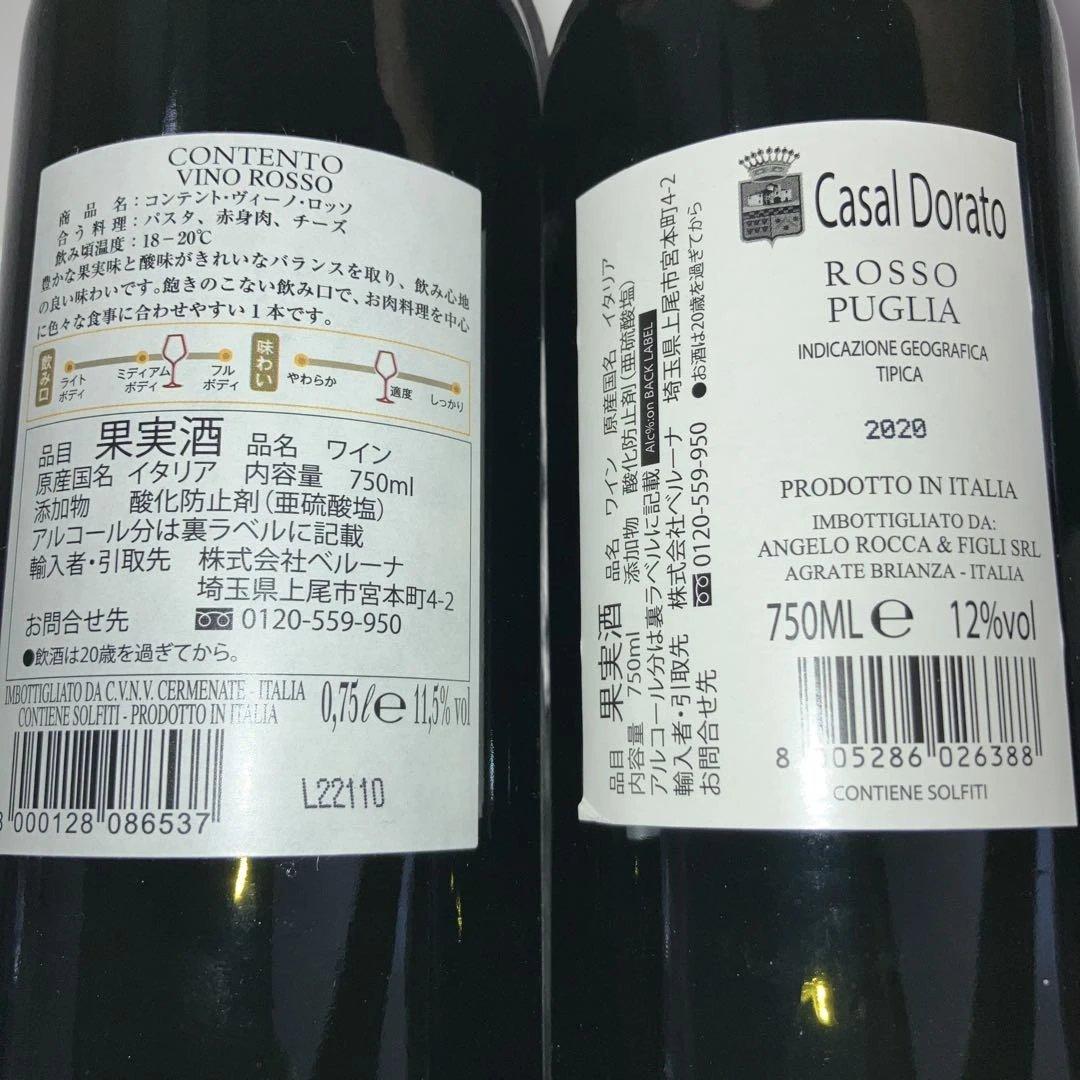 CONTENTO
VINO ROSSO
商品名：コンテント・ヴィーノ・ロッソ
合う料理：パスタ、赤身肉、チーズ
飲み頃温度：18－20℃
豊かな果実味と酸味がきれいなバランスを取り、飲み心地
の良い味わいです。飽きのこない飲み口で、お肉料理を中心
に色々な食事に合わせやすい1本です。
飲み口
ライト
ボディ
ミディアム
ボディ
フル
ボディ
味わい
やわらか
適度
しっかり
品目 果実酒 品名 ワイン
原産国名 イタリア 内容量 750ml
添加物 酸化防止剤（亜硫酸塩）
アルコール分は裏ラベルに記載
輸入者・引取先 株式会社ベルーナ
埼玉県上尾市宮本町4-2
お問合せ先 0120-559-950
●飲酒は20歳を過ぎてから。
IMBOTTIGLIATO DA C.V.N.V. CERMENATE - ITALIA
CONTIENE SOLFITI - PRODOTTO IN ITALIA
0,75ℓ e 11,5% vol
L22110
8 000128 086537
品目 果実酒 品名 ワイン 原産国名 イタリア
内容量 750ml 添加物 酸化防止剤（亜硫酸塩）
アルコール分は裏ラベルに記載 Alc%:on BACK LABEL
輸入者・引取先 株式会社ベルーナ 埼玉県上尾市宮本町4-2
お問合せ先 0120-559-950 ●お酒は20歳を過ぎてから
Casal Dorato
ROSSO
PUGLIA
INDICAZIONE GEOGRAFICA
TIPICA
2020
PRODOTTO IN ITALIA
IMBOTTIGLIATO DA:
ANGELO ROCCA & FIGLI SRL
AGRATE BRIANZA - ITALIA
750ML e 12%vol
8 005286 026388
CONTIENE SOLFITI